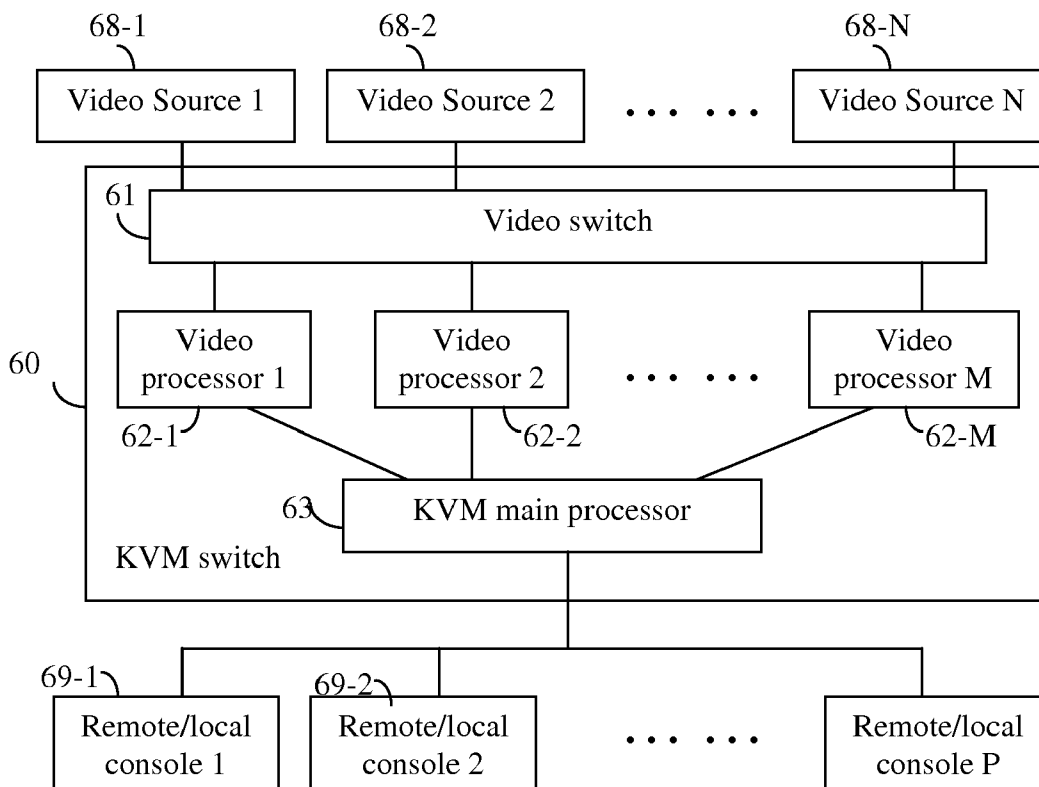 68-1 68-2 68-N
Video Source 1 Video Source 2 Video Source N
61
Video switch
Video
processor 1
Video
processor 2
Video
processor M
60
62-1 62-2 62-M
63
KVM main processor
KVM switch
69-1 69-2
Remote/local
console 1
Remote/local
console 2
Remote/local
console P